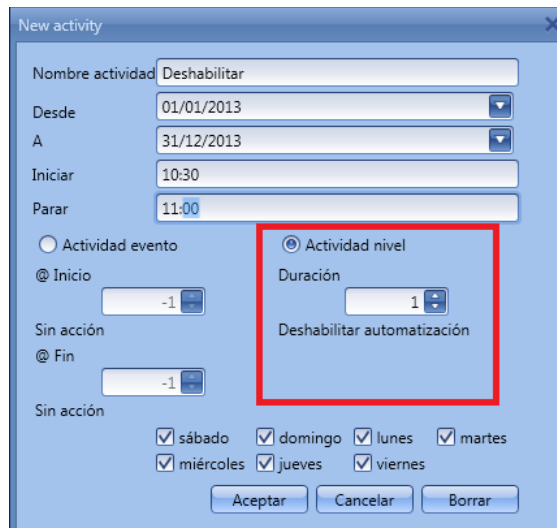 New activity
Nombre actividad Deshabilitar
Desde 01/01/2013
A 31/12/2013
Iniciar 10:30
Parar 11:00
Actividad evento
@ Inicio
-1
Sin acción
@ Fin
-1
Sin acción
Actividad nivel
Duración
1
Deshabilitar automatización
sábado domingo lunes martes
miércoles jueves viernes
Aceptar Cancelar Borrar